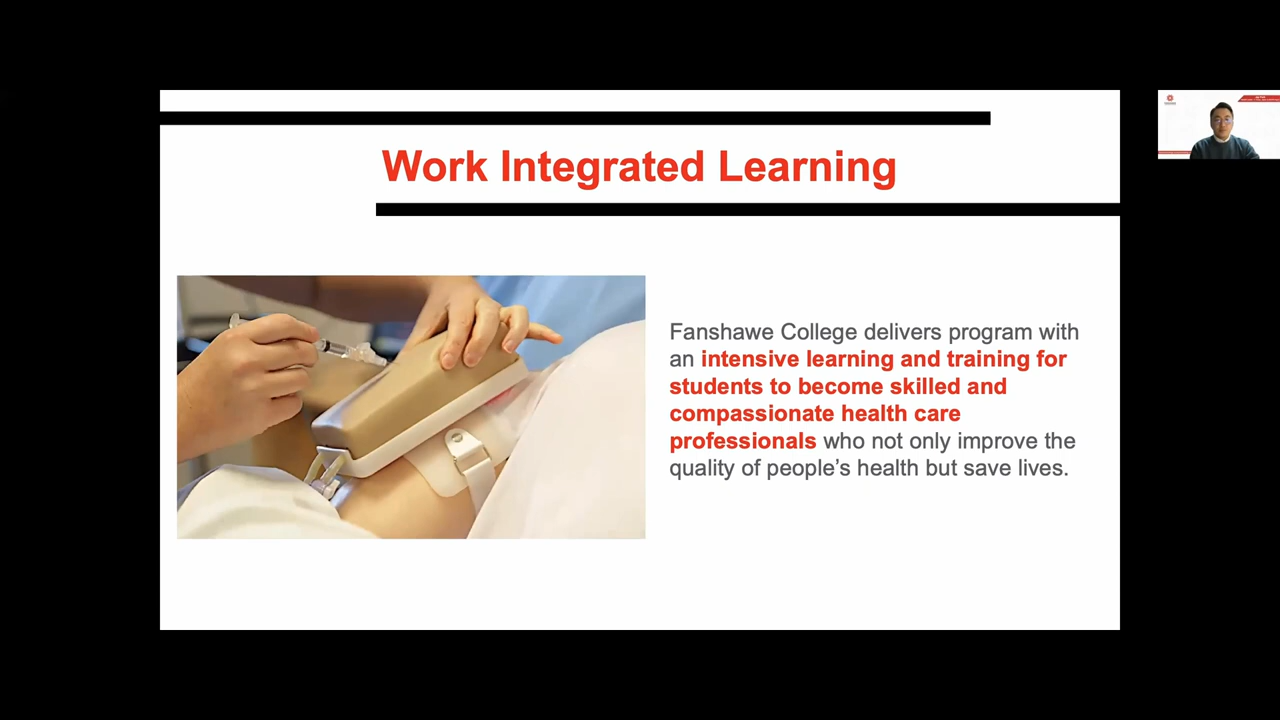 Work Integrated Learning
Fanshawe College delivers program with
an intensive learning and training for
students to become skilled and
compassionate health care
professionals who not only improve the
quality of people's health but save lives.